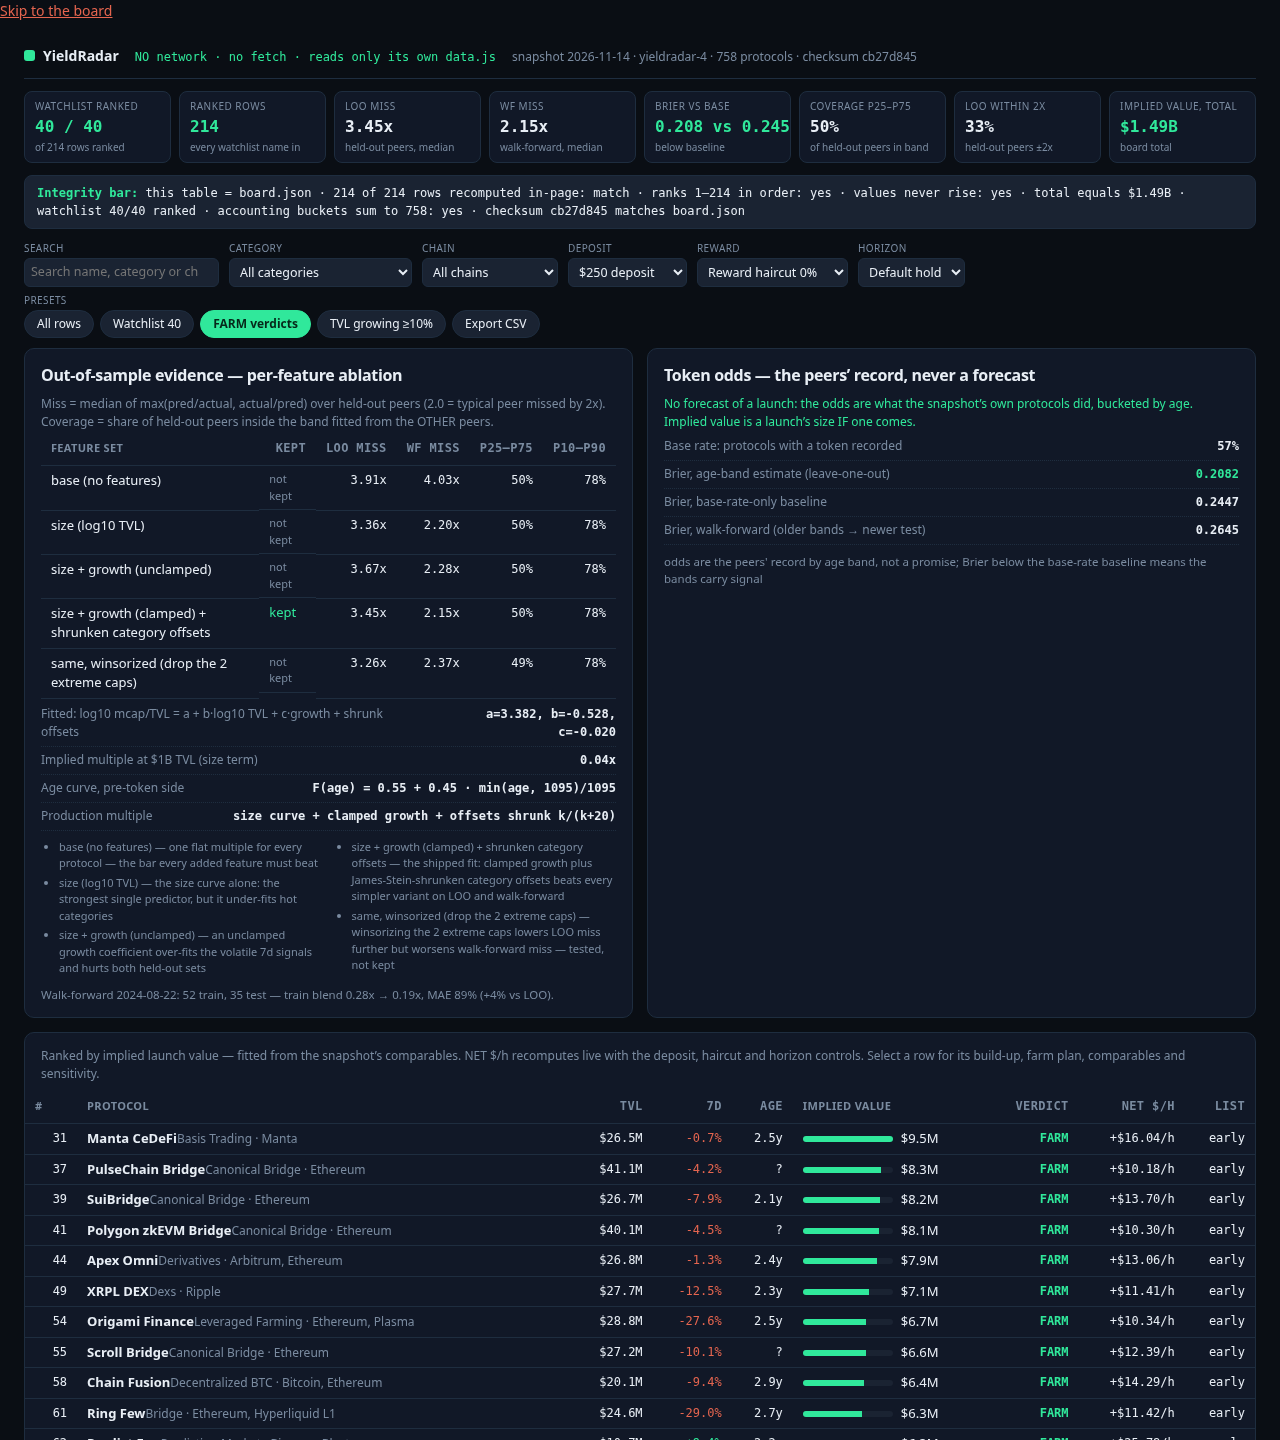 Skip to the board
YieldRadar NO network · no fetch · reads only its own data.js snapshot 2026-11-14 · yieldradar-4 · 758 protocols · checksum cb27d845
WATCHLIST RANKED
40 / 40
of 214 rows ranked
RANKED ROWS
214
every watchlist name in
LOO MISS
3.45x
held-out peers, median
WF MISS
2.15x
walk-forward, median
BRIER VS BASE
0.208 vs 0.245
below baseline
COVERAGE P25–P75
50%
of held-out peers in band
LOO WITHIN 2X
33%
held-out peers ±2x
IMPLIED VALUE, TOTAL
$1.49B
board total
Integrity bar: this table = board.json · 214 of 214 rows recomputed in-page: match · ranks 1–214 in order: yes · values never rise: yes · total equals $1.49B ·
watchlist 40/40 ranked · accounting buckets sum to 758: yes · checksum cb27d845 matches board.json
SEARCH
Search name, category or ch
CATEGORY
All categories
CHAIN
All chains
DEPOSIT
$250 deposit
REWARD
Reward haircut 0%
HORIZON
Default hold
PRESETS
All rows Watchlist 40 FARM verdicts TVL growing ≥10% Export CSV
Out-of-sample evidence — per-feature ablation
Miss = median of max(pred/actual, actual/pred) over held-out peers (2.0 = typical peer missed by 2x).
Coverage = share of held-out peers inside the band fitted from the OTHER peers.
FEATURE SET KEPT LOO MISS WF MISS P25–P75 P10–P90
base (no features) not kept 3.91x 4.03x 50% 78%
size (log10 TVL) not kept 3.36x 2.20x 50% 78%
size + growth (unclamped) not kept 3.67x 2.28x 50% 78%
size + growth (clamped) + kept 3.45x 2.15x 50% 78%
shrunken category offsets
same, winsorized (drop the 2 not kept 3.26x 2.37x 49% 78%
extreme caps)
Fitted: log10 mcap/TVL = a + b·log10 TVL + c·growth + shrunk a=3.382, b=-0.528,
offsets c=-0.020
Implied multiple at $1B TVL (size term) 0.04x
Age curve, pre-token side F(age) = 0.55 + 0.45 · min(age, 1095)/1095
Production multiple size curve + clamped growth + offsets shrunk k/(k+20)
• base (no features) — one flat multiple for every
protocol — the bar every added feature must beat
• size (log10 TVL) — the size curve alone: the
strongest single predictor, but it under-fits hot
categories
• size + growth (unclamped) — an unclamped
growth coefficient over-fits the volatile 7d signals
and hurts both held-out sets
• size + growth (clamped) + shrunken category
offsets — the shipped fit: clamped growth plus
James-Stein-shrunken category offsets beats every
simpler variant on LOO and walk-forward
• same, winsorized (drop the 2 extreme caps) —
winsorizing the 2 extreme caps lowers LOO miss
further but worsens walk-forward miss — tested,
not kept
Walk-forward 2024-08-22: 52 train, 35 test — train blend 0.28x → 0.19x, MAE 89% (+4% vs LOO).
Token odds — the peers’ record, never a forecast
No forecast of a launch: the odds are what the snapshot’s own protocols did, bucketed by age.
Implied value is a launch’s size IF one comes.
Base rate: protocols with a token recorded 57%
Brier, age-band estimate (leave-one-out) 0.2082
Brier, base-rate-only baseline 0.2447
Brier, walk-forward (older bands → newer test) 0.2645
odds are the peers' record by age band, not a promise; Brier below the base-rate baseline means the
bands carry signal
Ranked by implied launch value — fitted from the snapshot’s comparables. NET $/h recomputes live with the deposit, haircut and horizon controls. Select a row for its build-up, farm plan, comparables and
sensitivity.
# PROTOCOL TVL 7D AGE IMPLIED VALUE VERDICT NET $/H LIST
31 Manta CeDeFiBasis Trading · Manta $26.5M -0.7% 2.5y $9.5M FARM +$16.04/h early
37 PulseChain BridgeCanonical Bridge · Ethereum $41.1M -4.2% ? $8.3M FARM +$10.18/h early
39 SuiBridgeCanonical Bridge · Ethereum $26.7M -7.9% 2.1y $8.2M FARM +$13.70/h early
41 Polygon zkEVM BridgeCanonical Bridge · Ethereum $40.1M -4.5% ? $8.1M FARM +$10.30/h early
44 Apex OmniDerivatives · Arbitrum, Ethereum $26.8M -1.3% 2.4y $7.9M FARM +$13.06/h early
49 XRPL DEXDexs · Ripple $27.7M -12.5% 2.3y $7.1M FARM +$11.41/h early
54 Origami FinanceLeveraged Farming · Ethereum, Plasma $28.8M -27.6% 2.5y $6.7M FARM +$10.34/h early
55 Scroll BridgeCanonical Bridge · Ethereum $27.2M -10.1% ? $6.6M FARM +$12.39/h early
58 Chain FusionDecentralized BTC · Bitcoin, Ethereum $20.1M -9.4% 2.9y $6.4M FARM +$14.29/h early
61 Ring FewBridge · Ethereum, Hyperliquid L1 $24.6M -29.0% 2.7y $6.3M FARM +$11.42/h early